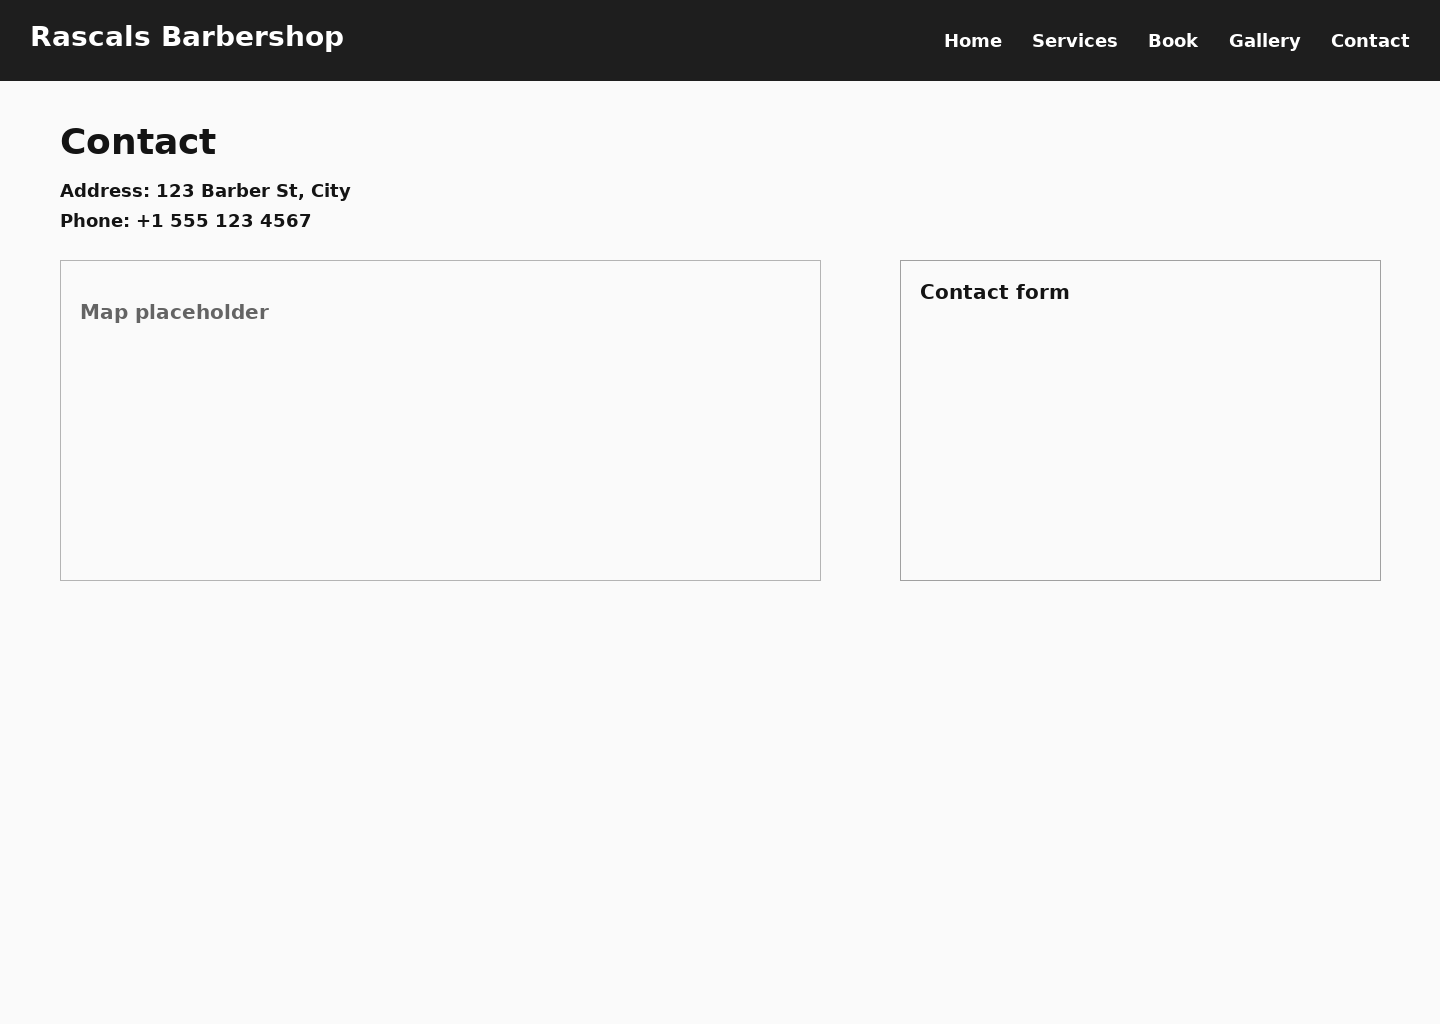 Rascals Barbershop
Home Services Book Gallery Contact
Contact
Address: 123 Barber St, City
Phone: +1 555 123 4567
Map placeholder
Contact form